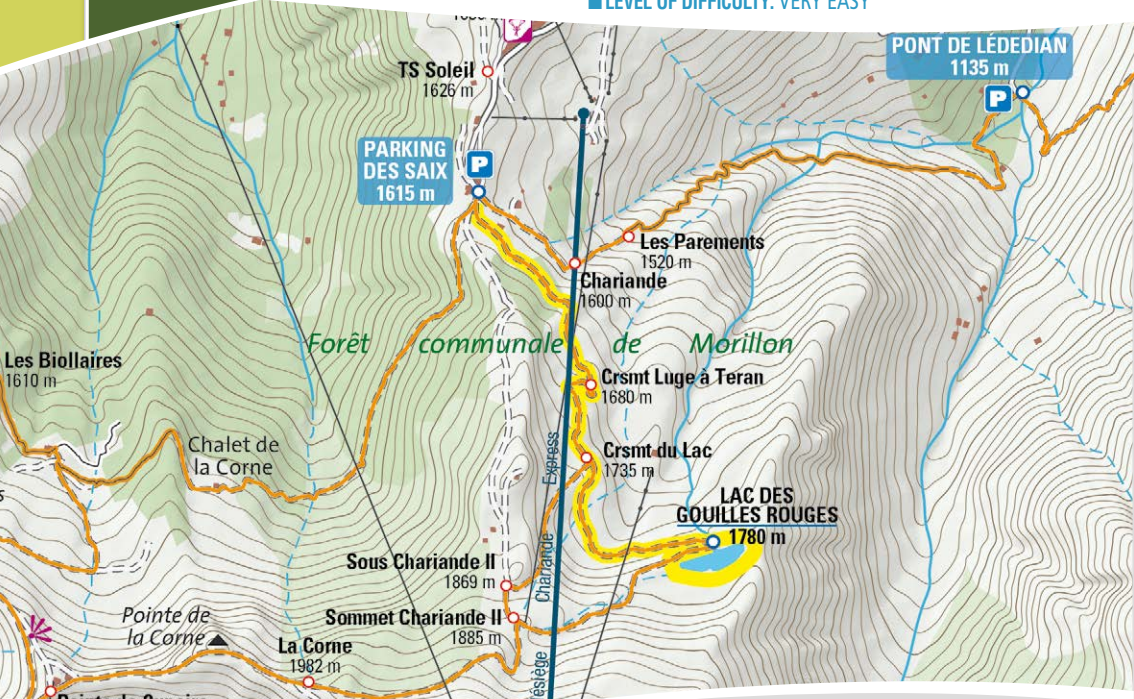 LEVEL OF DIFFICULTY: VERY EASY
TS Soleil
1626 m
PONT DE LÉDEDIAN
1135 m
P
PARKING
DES SAIX
1615 m
P
Les Parements
1520 m
Chariande
1600 m
Forêt communale de Morillon
Les Biollaires
1610 m
Crsmt Luge à Teran
1680 m
Chalet de
la Corne
Crsmt du Lac
1735 m
Express
Chariande
LAC DES
GOUILLES ROUGES
1780 m
Sous Chariande II
1869 m
Sommet Chariande II
1885 m
Pointe de
la Corne
La Corne
1982 m